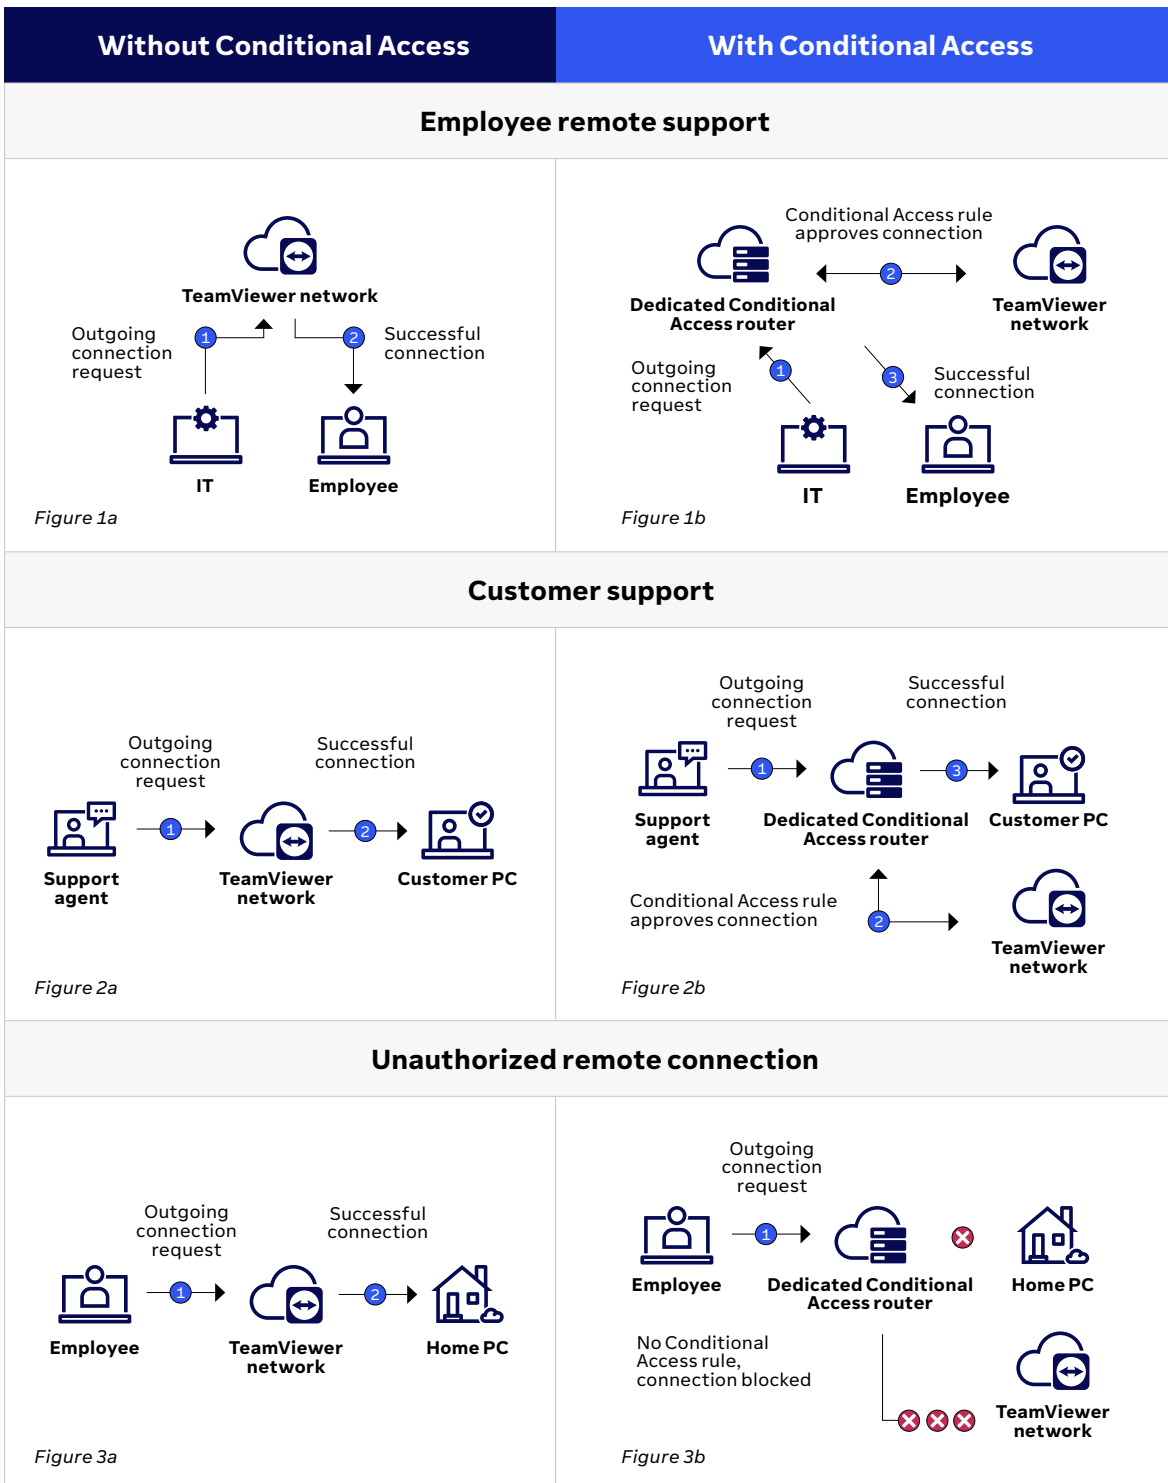 Without Conditional Access
With Conditional Access
Employee remote support
TeamViewer network
Outgoing
connection
request
1
2
Successful
connection
IT
Employee
Figure 1a
Conditional Access rule
approves connection
2
Dedicated Conditional
Access router
TeamViewer
network
Outgoing
connection
request
1
3
Successful
connection
IT
Employee
Figure 1b
Customer support
Outgoing
connection
request
Successful
connection
1
2
Support
agent
TeamViewer
network
Customer PC
Figure 2a
Outgoing
connection
request
Successful
connection
1
3
Support
agent
Dedicated Conditional
Access router
Customer PC
Conditional Access rule
approves connection
2
TeamViewer
network
Figure 2b
Unauthorized remote connection
Outgoing
connection
request
Successful
connection
1
2
Employee
TeamViewer
network
Home PC
Figure 3a
Outgoing
connection
request
1
Employee
Dedicated Conditional
Access router
Home PC
No Conditional
Access rule,
connection blocked
TeamViewer
network
Figure 3b